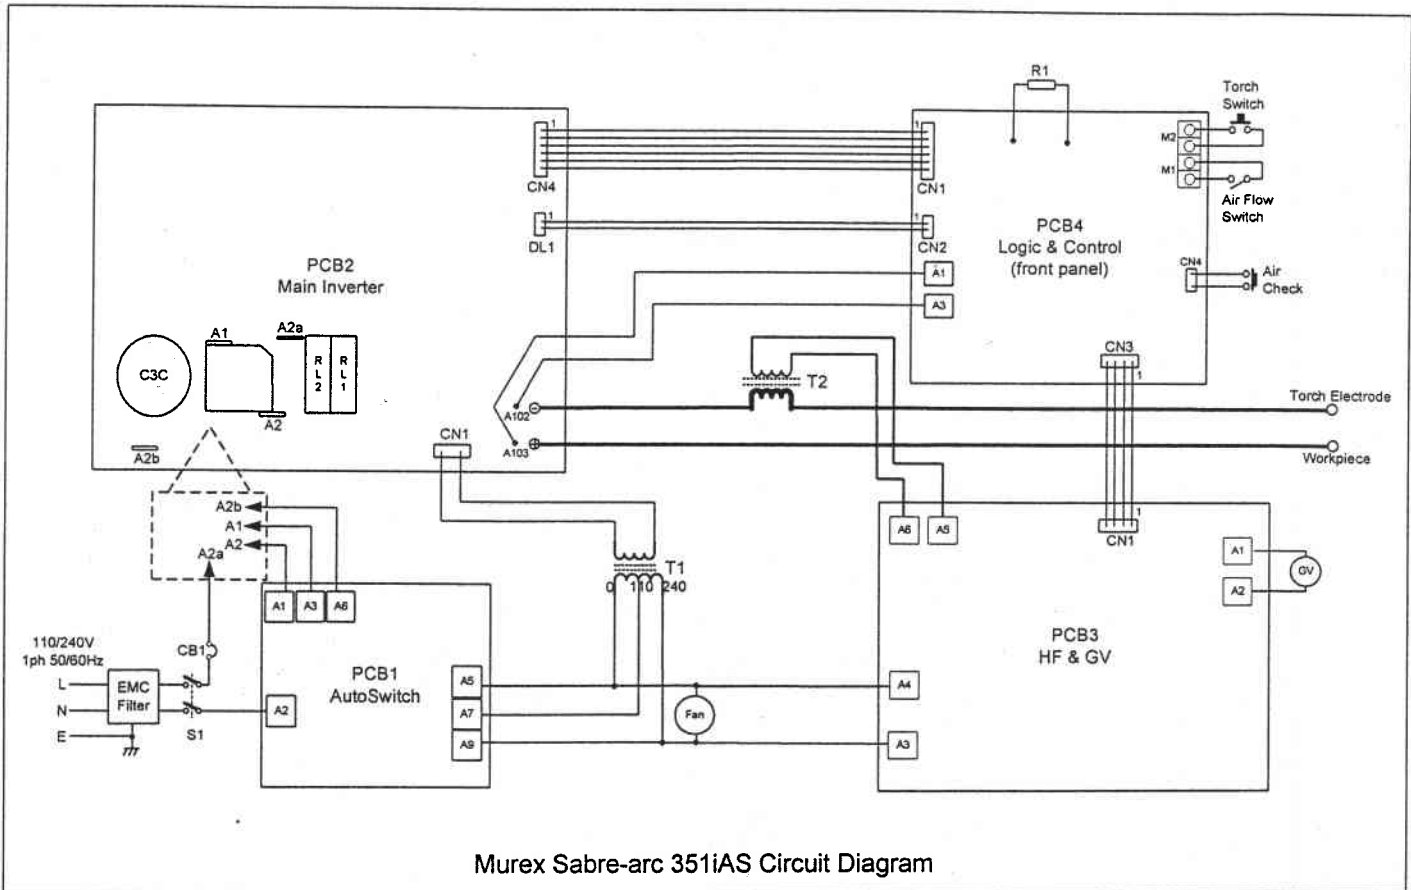 R1
Torch
Switch
1
1
M2
M1
CN4
CN1
Air Flow
Switch
1
1
DL1
CN2
PCB4
Logic & Control
(front panel)
PCB2
Main Inverter
A1
A3
CN4
Air
Check
A1
A2a
C3C
RL2
RL1
A2
A2b
CN3
1
T2
A102
A103
CN1
Torch Electrode
Workpiece
A2b
A1
A2
A2a
A6
A5
1
CN1
T1
0 110 240
A1
A2
GV
A1
A3
A6
110/240V
1ph 50/60Hz
CB1
L
N
E
EMC
Filter
S1
A2
PCB1
AutoSwitch
A5
A7
A9
Fan
A4
A3
PCB3
HF & GV
Murex Sabre-arc 351iAS Circuit Diagram